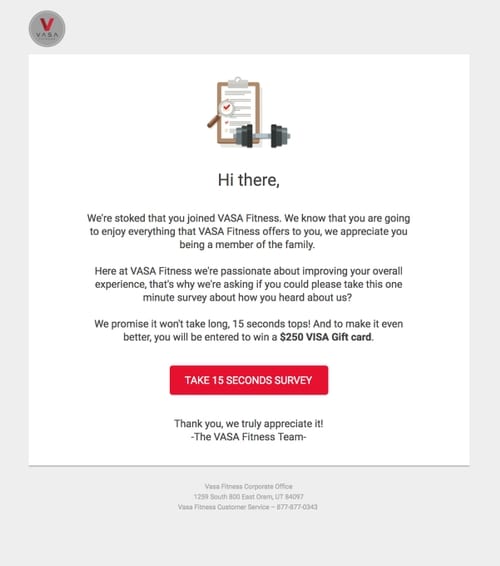 VASA
Hi there,
We're stoked that you joined VASA Fitness. We know that you are going
to enjoy everything that VASA Fitness offers to you, we appreciate you
being a member of the family.
Here at VASA Fitness we're passionate about improving your overall
experience, that's why we're asking if you could please take this one
minute survey about how you heard about us?
We promise it won't take long, 15 seconds tops! And to make it even
better, you will be entered to win a $250 VISA Gift card.
TAKE 15 SECONDS SURVEY
Thank you, we truly appreciate it!
-The VASA Fitness Team-
Vasa Fitness Corporate Office
1259 South 800 East Orem, UT 84097
Vasa Fitness Customer Service – 877-877-0343